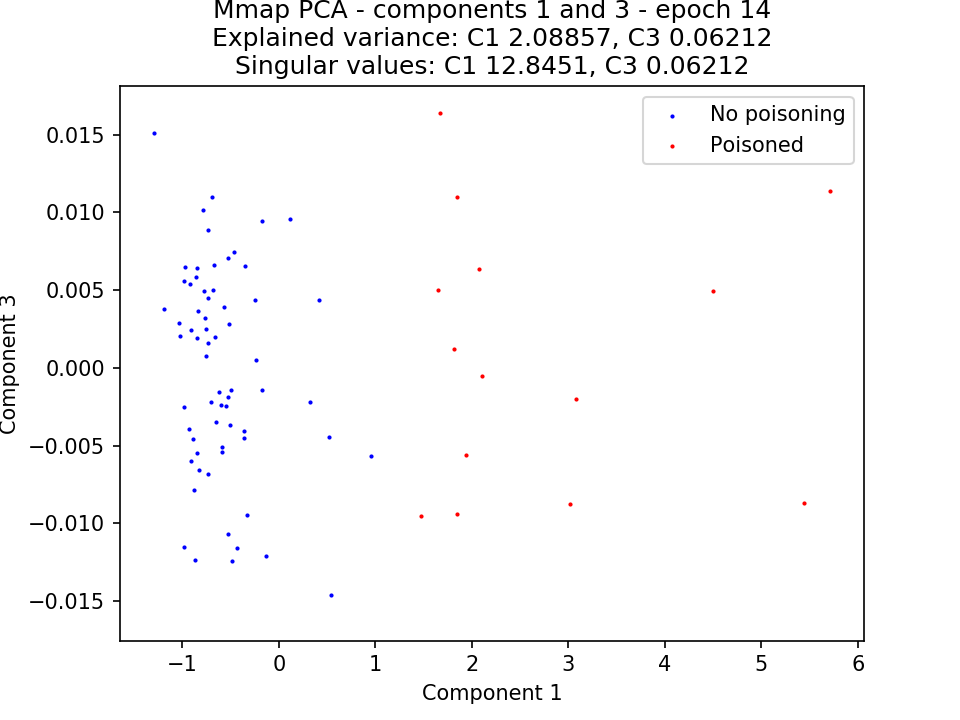 Mmap PCA - components 1 and 3 - epoch 14
Explained variance: C1 2.08857, C3 0.06212
Singular values: C1 12.8451, C3 0.06212
No poisoning
Poisoned
0.015
0.010
0.005
0.000
−0.005
−0.010
−0.015
Component 3
−1 0 1 2 3 4 5 6
Component 1